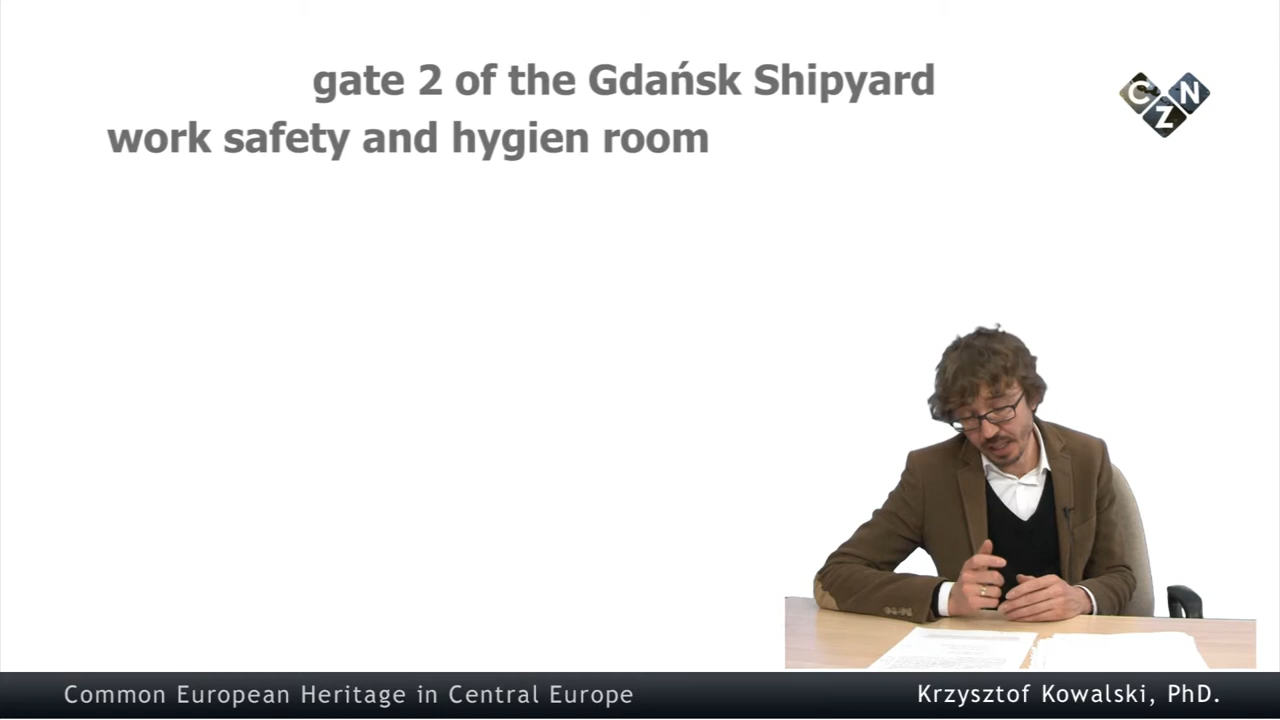 gate 2 of the Gdańsk Shipyard
work safety and hygien room
CZN
Common European Heritage in Central Europe
Krzysztof Kowalski, PhD.